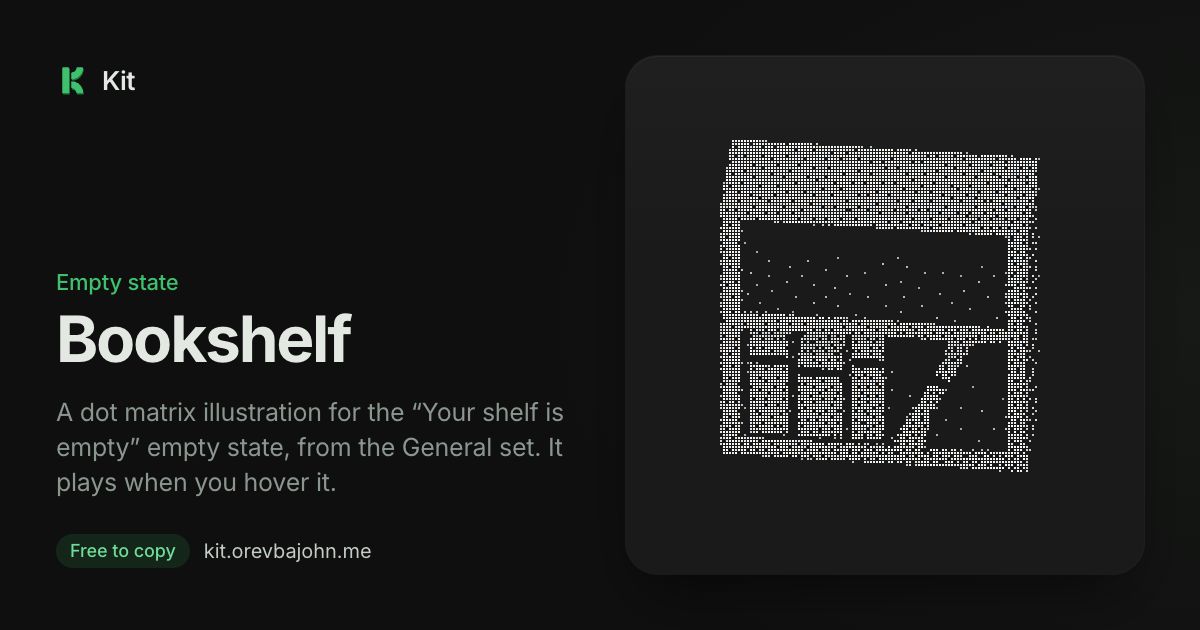 Kit
Empty state
Bookshelf
A dot matrix illustration for the “Your shelf is
empty” empty state, from the General set. It
plays when you hover it.
Free to copy
kit.orevbajohn.me